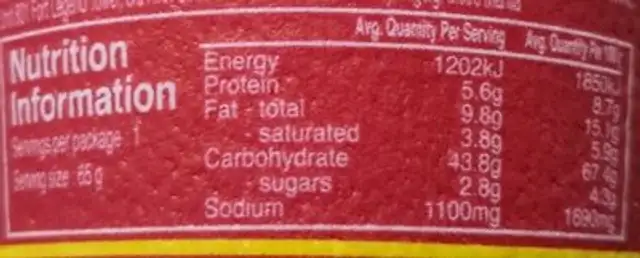 Fort Legend
Avg. Quantity Per Serving Avg. Quantity Per 100g
Nutrition
Information
Servings per package: 1
Serving size: 65g
Energy 1202kJ 1850kJ
Protein 5.6g 8.7g
Fat - total 9.8g 15.1g
- saturated 3.8g 5.9g
Carbohydrate 43.8g 67.4g
- sugars 2.8g 4.3g
Sodium 1100mg 1690mg